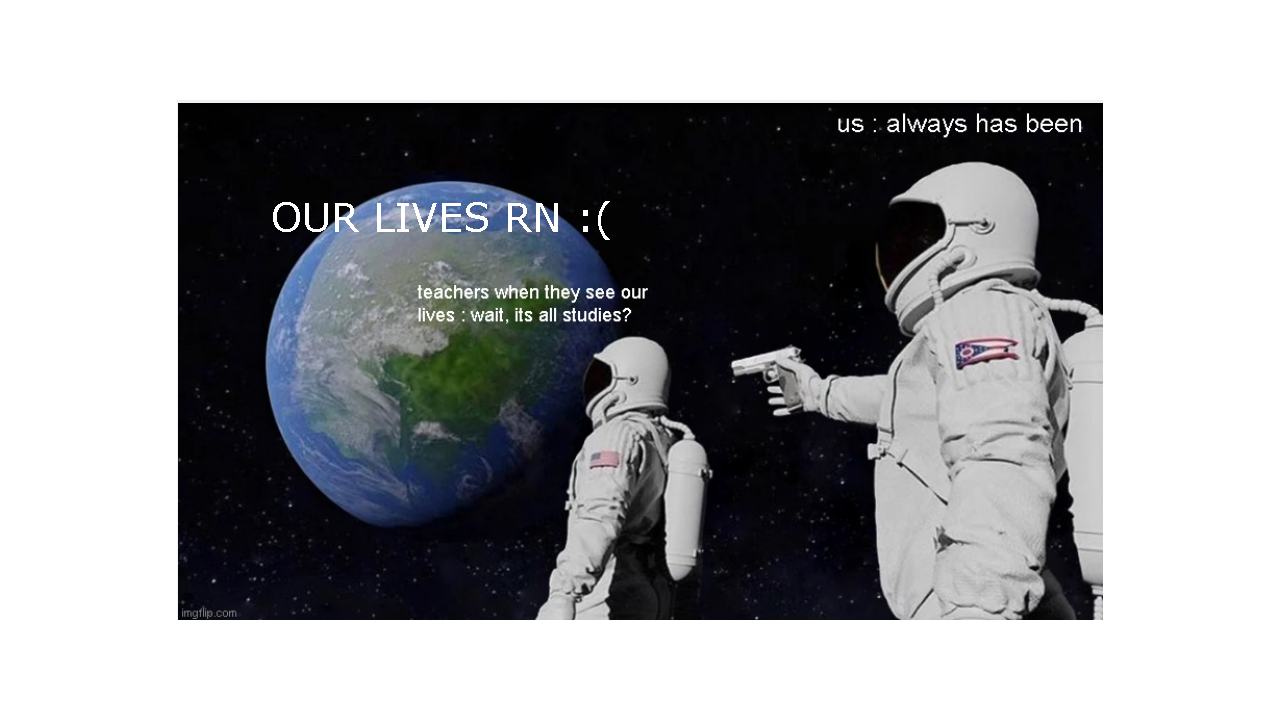 us : always has been
OUR LIVES RN :(
teachers when they see our
lives : wait, its all studies?
imgflip.com